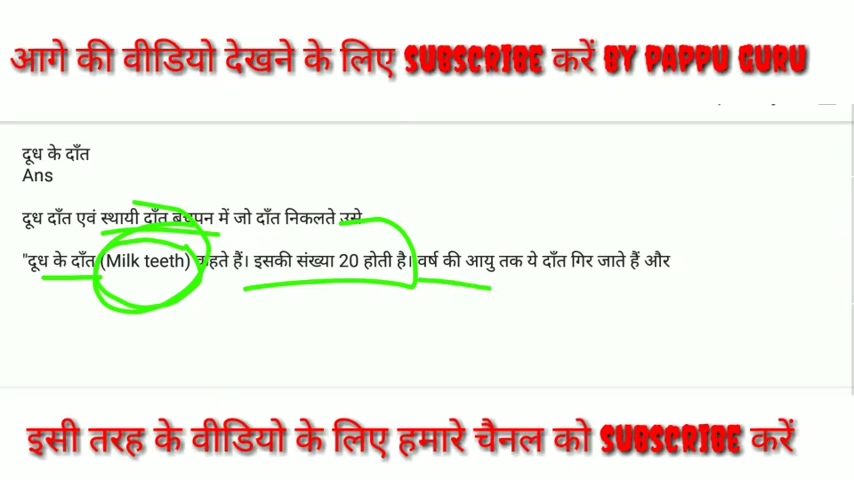 आगे की वीडियो देखने के लिए SUBSCRIBE करें BY PAPPU GURU
दूध के दाँत
Ans
दूध दाँत एवं स्थायी दाँत बचपन में जो दाँत निकलते उसे
"दूध के दाँत (Milk teeth) कहते हैं। इसकी संख्या 20 होती है। वर्ष की आयु तक ये दाँत गिर जाते हैं और
इसी तरह के वीडियो के लिए हमारे चैनल को SUBSCRIBE करें